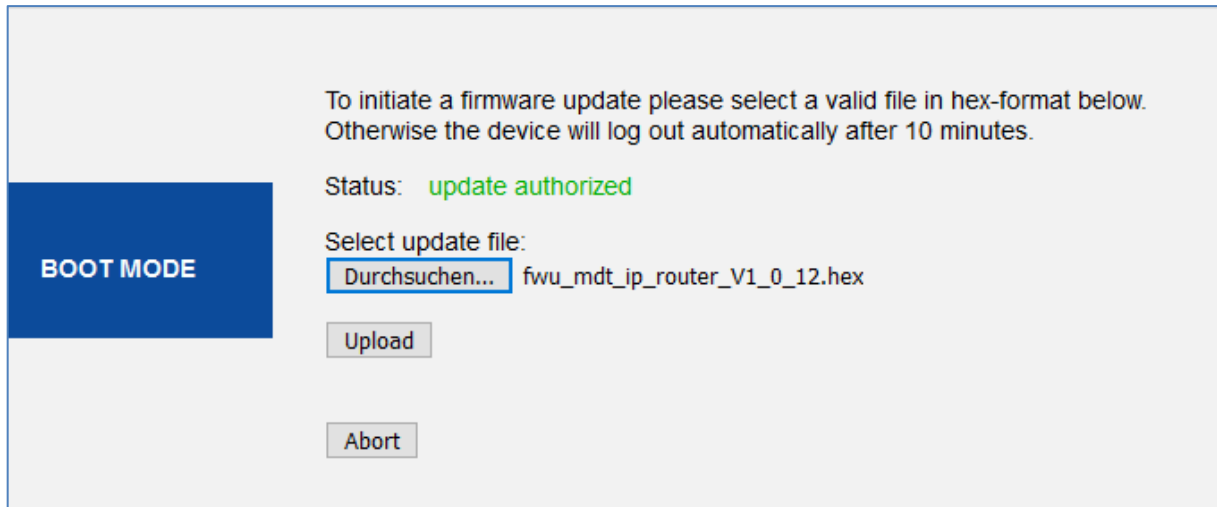 To initiate a firmware update please select a valid file in hex-format below.
Otherwise the device will log out automatically after 10 minutes.
Status: update authorized
BOOT MODE
Select update file:
Durchsuchen... fwu_mdt_ip_router_V1_0_12.hex
Upload
Abort